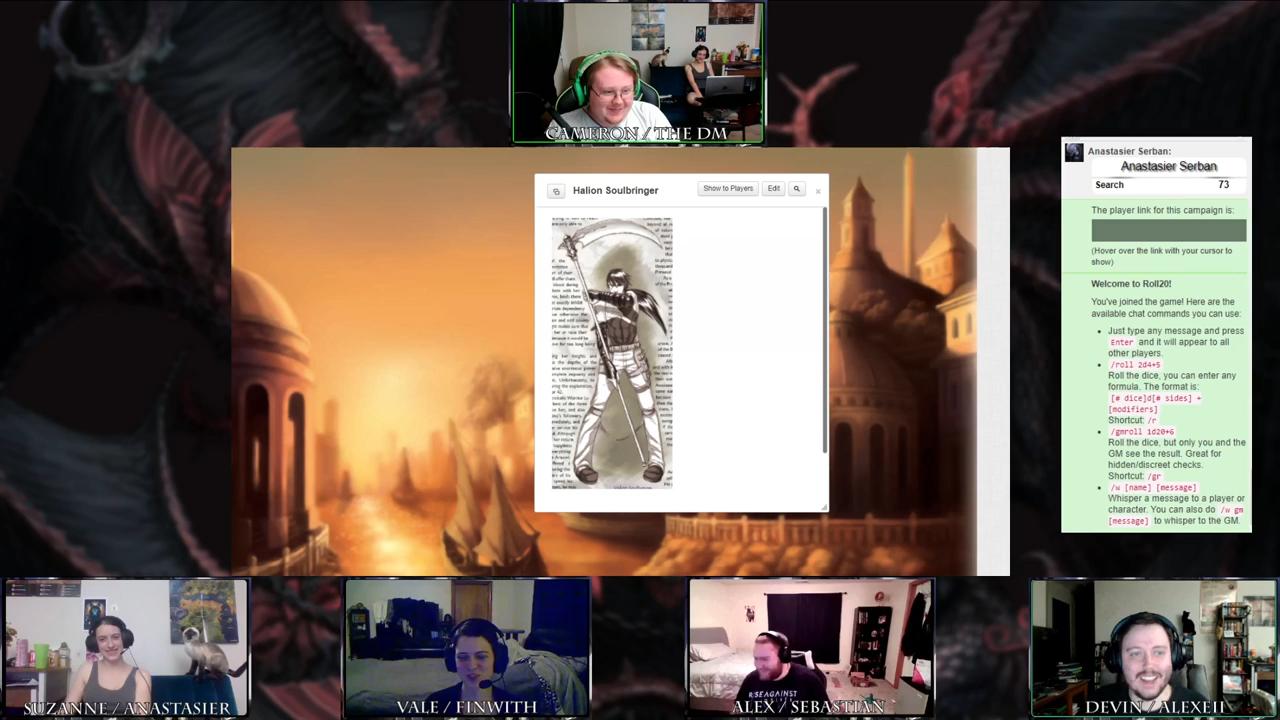 CAMERON / THE DM
Halion Soulbringer
Show to Players
Edit
Anastasier Serban:
Anastasier Serban
Search 73
The player link for this campaign is:
(Hover over the link with your cursor to
show)
Welcome to Roll20!
You've joined the game! Here are the
available chat commands you can use:
Just type any message and press
Enter and it will appear to all
other players.
/roll 2d4+5
Roll the dice, you can enter any
formula. The format is:
[# dice]d[# sides] +
[modifiers]
Shortcut: /r
/gmroll 1d20+6
Roll the dice, but only you and the
GM see the result. Great for
hidden/discreet checks.
Shortcut: /gr
/w [name] [message]
Whisper a message to a player or
character. You can also do /w gm
[message] to whisper to the GM.
RISE AGAINST
SUZANNE / ANASTASIER
VALE / FINWITH
ALEX / SEBASTIAN
DEVIN / ALEXEII